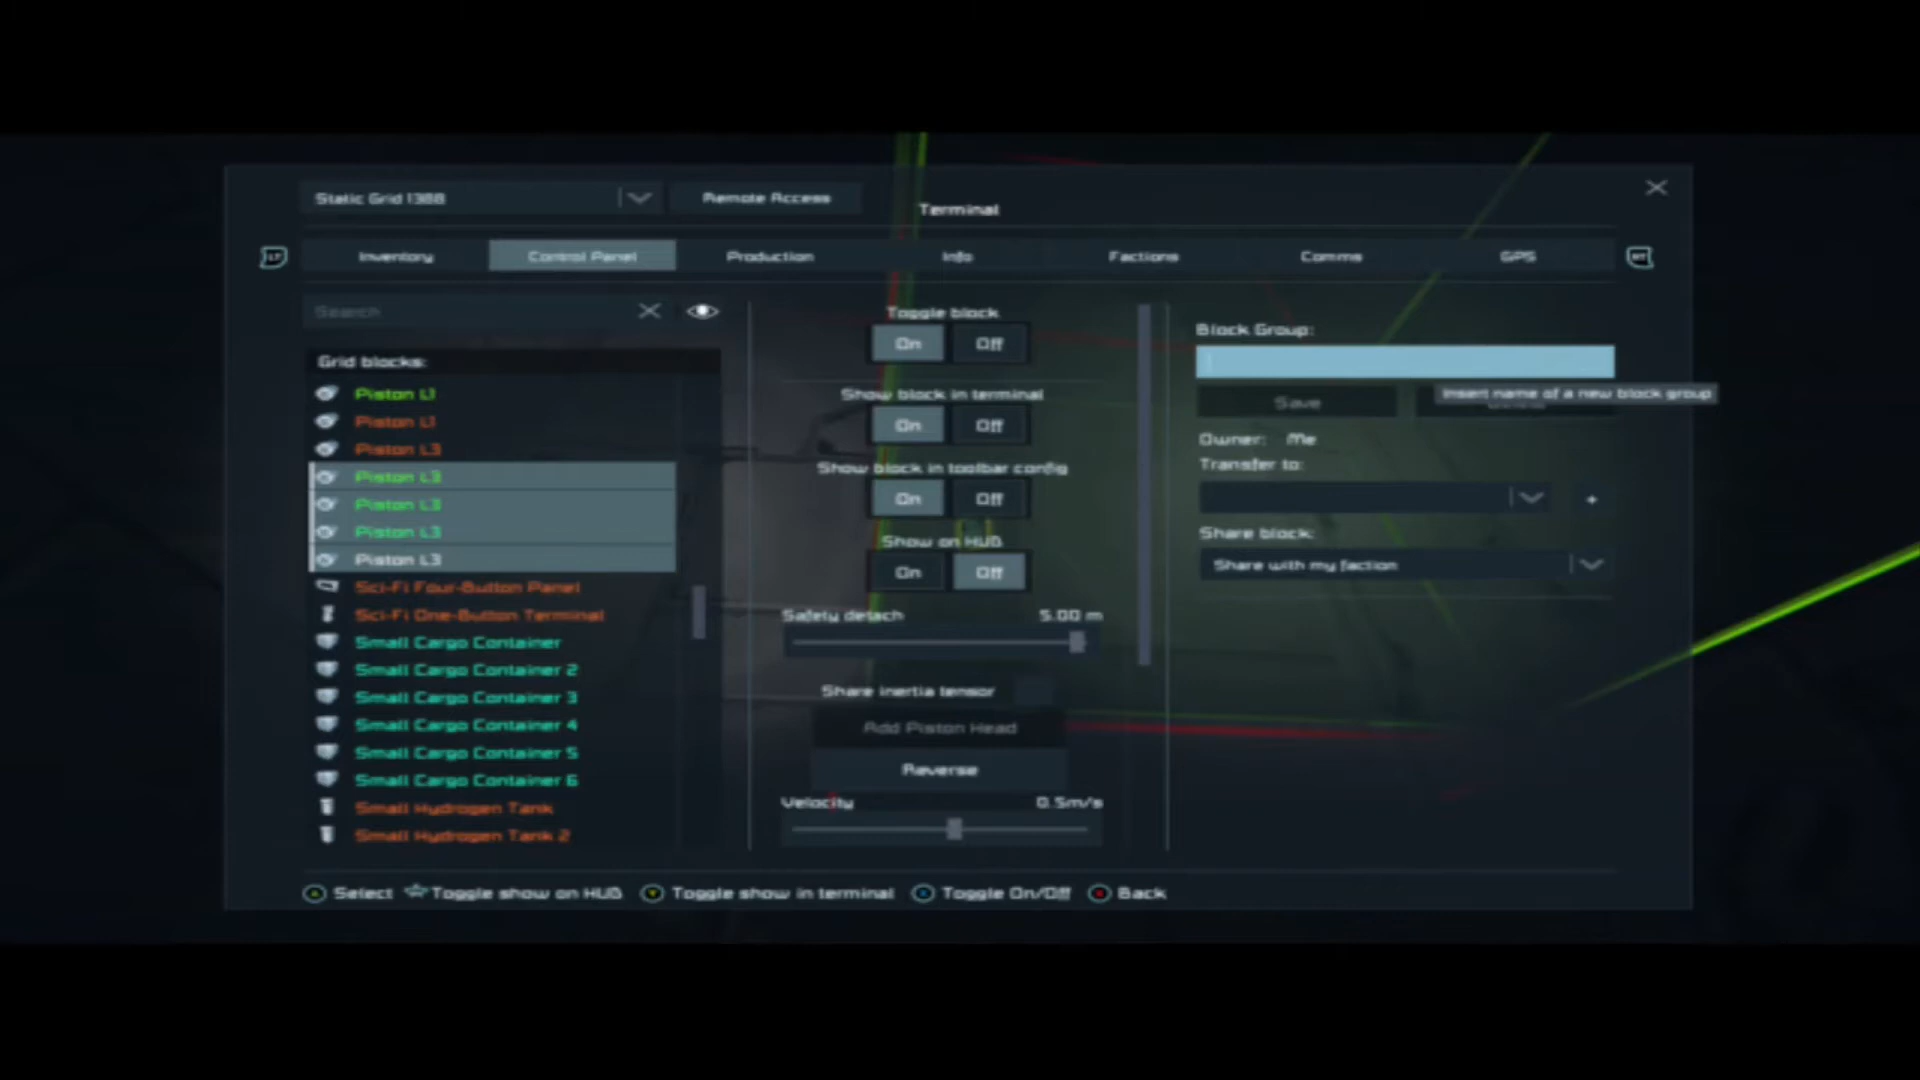 Static Grid 1388
Remote Access
Terminal
LT
Inventory
Control Panel
Production
Info
Factions
Comms
GPS
RT
Search
Grid blocks:
Piston L1
Piston L1
Piston L3
Piston L3
Piston L3
Piston L3
Piston L3
Sci-Fi Four-Button Panel
Sci-Fi One-Button Terminal
Small Cargo Container
Small Cargo Container 2
Small Cargo Container 3
Small Cargo Container 4
Small Cargo Container 5
Small Cargo Container 6
Small Hydrogen Tank
Small Hydrogen Tank 2
Toggle block
On Off
Show block in terminal
On Off
Show block in toolbar config
On Off
Show on HUD
On Off
Safety detach 5.00 m
Share inertia tensor
Add Piston Head
Reverse
Velocity 0.5m/s
Block Group:
Insert name of a new block group
Save
Owner: Me
Transfer to:
Share block:
Share with my faction
Select Toggle show on HUD Y Toggle show in terminal X Toggle On/Off Back